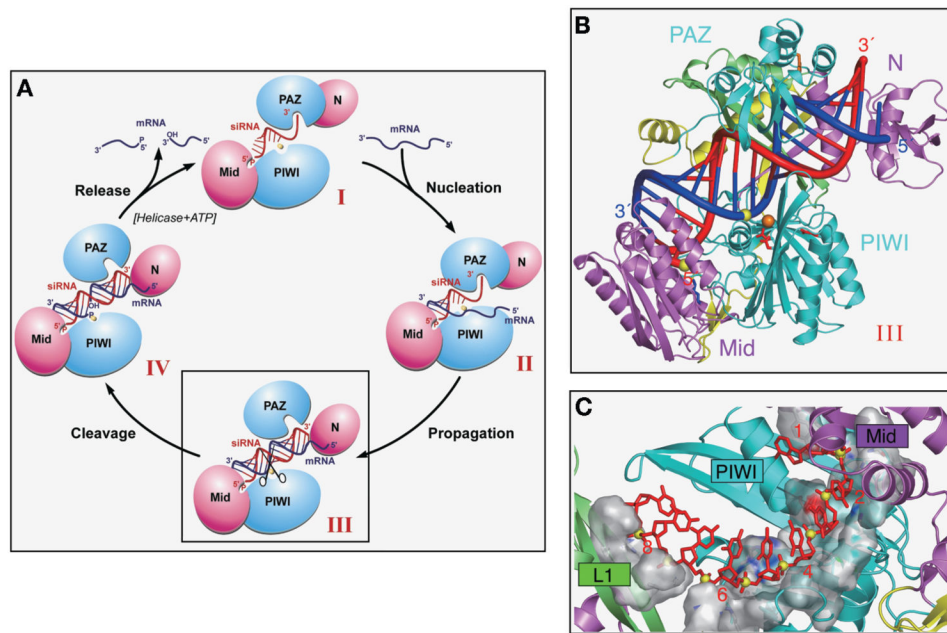 A
PAZ
N
3'
siRNA
5'
P
Mid
PIWI
I
mRNA
3'
P
OH
5'
Release
[Helicase+ATP]
mRNA
3'
5'
Nucleation
PAZ
N
3'
siRNA
3'
5'
P
mRNA
5'
Mid
PIWI
II
Propagation
PAZ
N
3'
siRNA
5'
mRNA
3'
5'
P
Mid
PIWI
III
Cleavage
PAZ
N
siRNA
3'
5'
mRNA
3'
OH
P
5'
P
Mid
PIWI
IV
B
PAZ
3´
N
5´
3´
5´
PIWI
Mid
III
C
1
Mid
PIWI
2
8
4
L1
6